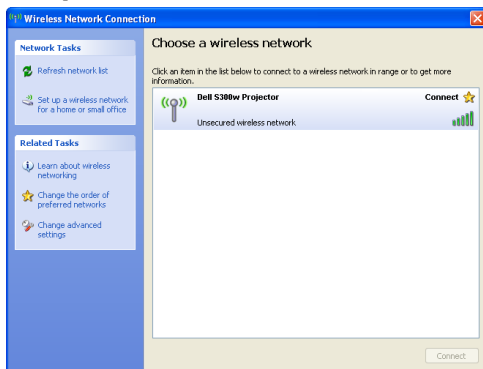 Wireless Network Connection
Network Tasks
Refresh network list
Set up a wireless network
for a home or small office
Related Tasks
Learn about wireless
networking
Change the order of
preferred networks
Change advanced
settings
Choose a wireless network
Click an item in the list below to connect to a wireless network in range or to get more
information.
Dell S300w Projector
Connect
Unsecured wireless network
Connect